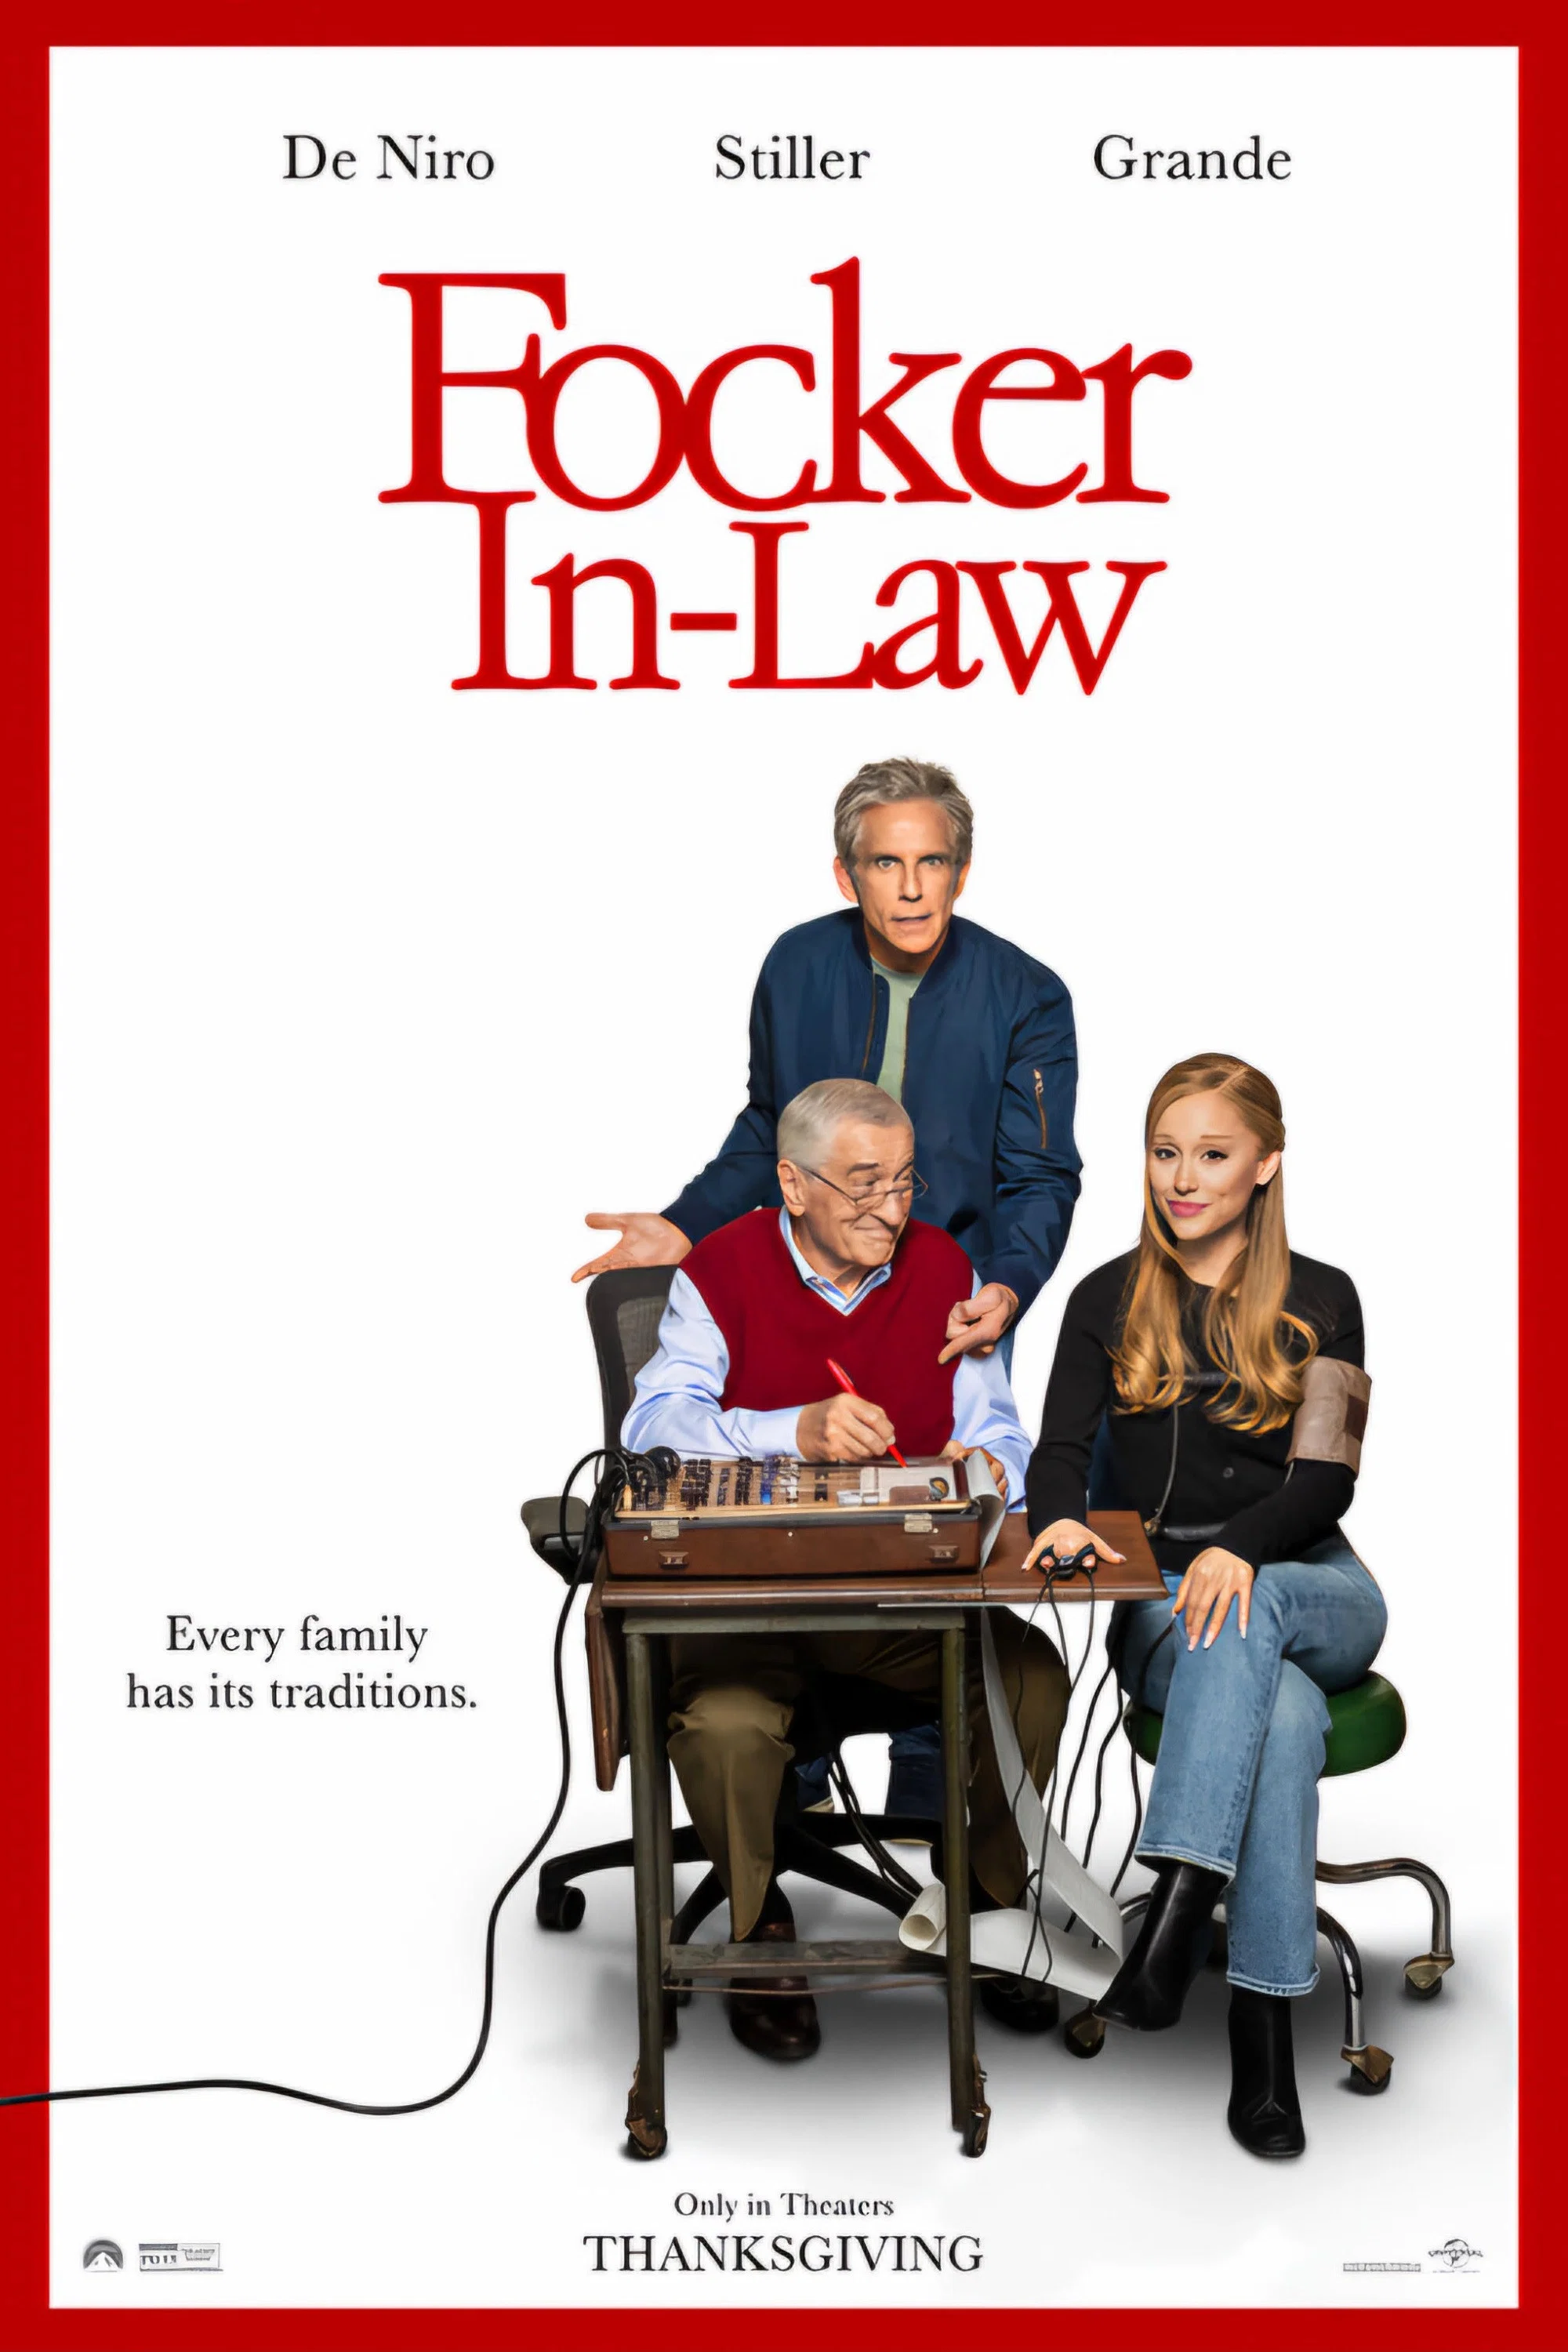 De Niro Stiller Grande
Focker
In-Law
Every family
has its traditions.
Only in Theaters
THANKSGIVING